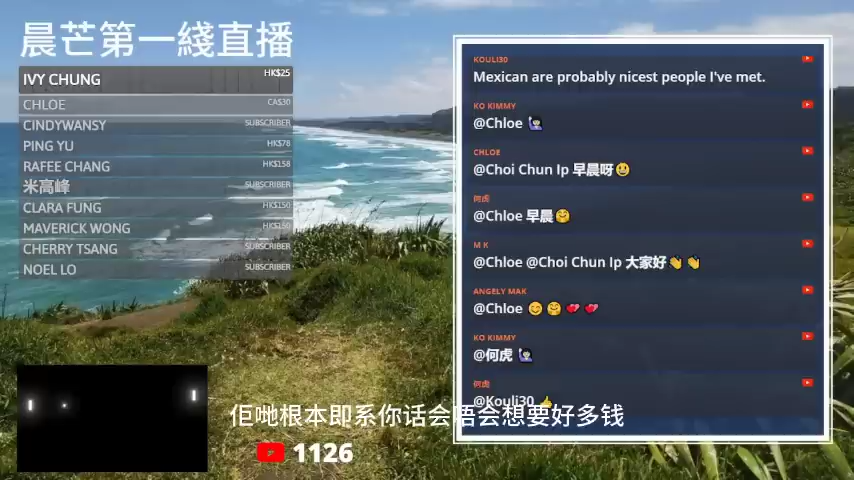 晨芒第一綫直播
IVY CHUNG HK$25
CHLOE CA$30
CINDYWANSY SUBSCRIBER
PING YU HK$78
RAFEE CHANG HK$158
米高峰 SUBSCRIBER
CLARA FUNG HK$150
MAVERICK WONG HK$150
CHERRY TSANG SUBSCRIBER
NOEL LO SUBSCRIBER
KOULI30
Mexican are probably nicest people I've met.
KO KIMMY
@Chloe 🙋🏻‍♀️
CHLOE
@Choi Chun Ip 早晨呀😃
何虎
@Chloe 早晨🤗
M K
@Chloe @Choi Chun Ip 大家好👏👏
ANGELY MAK
@Chloe 😊🤗💕💕
KO KIMMY
@何虎 🙋🏻‍♀️
何虎
@Kouli30 👍
佢哋根本即系你话会唔会想要好多钱
1126